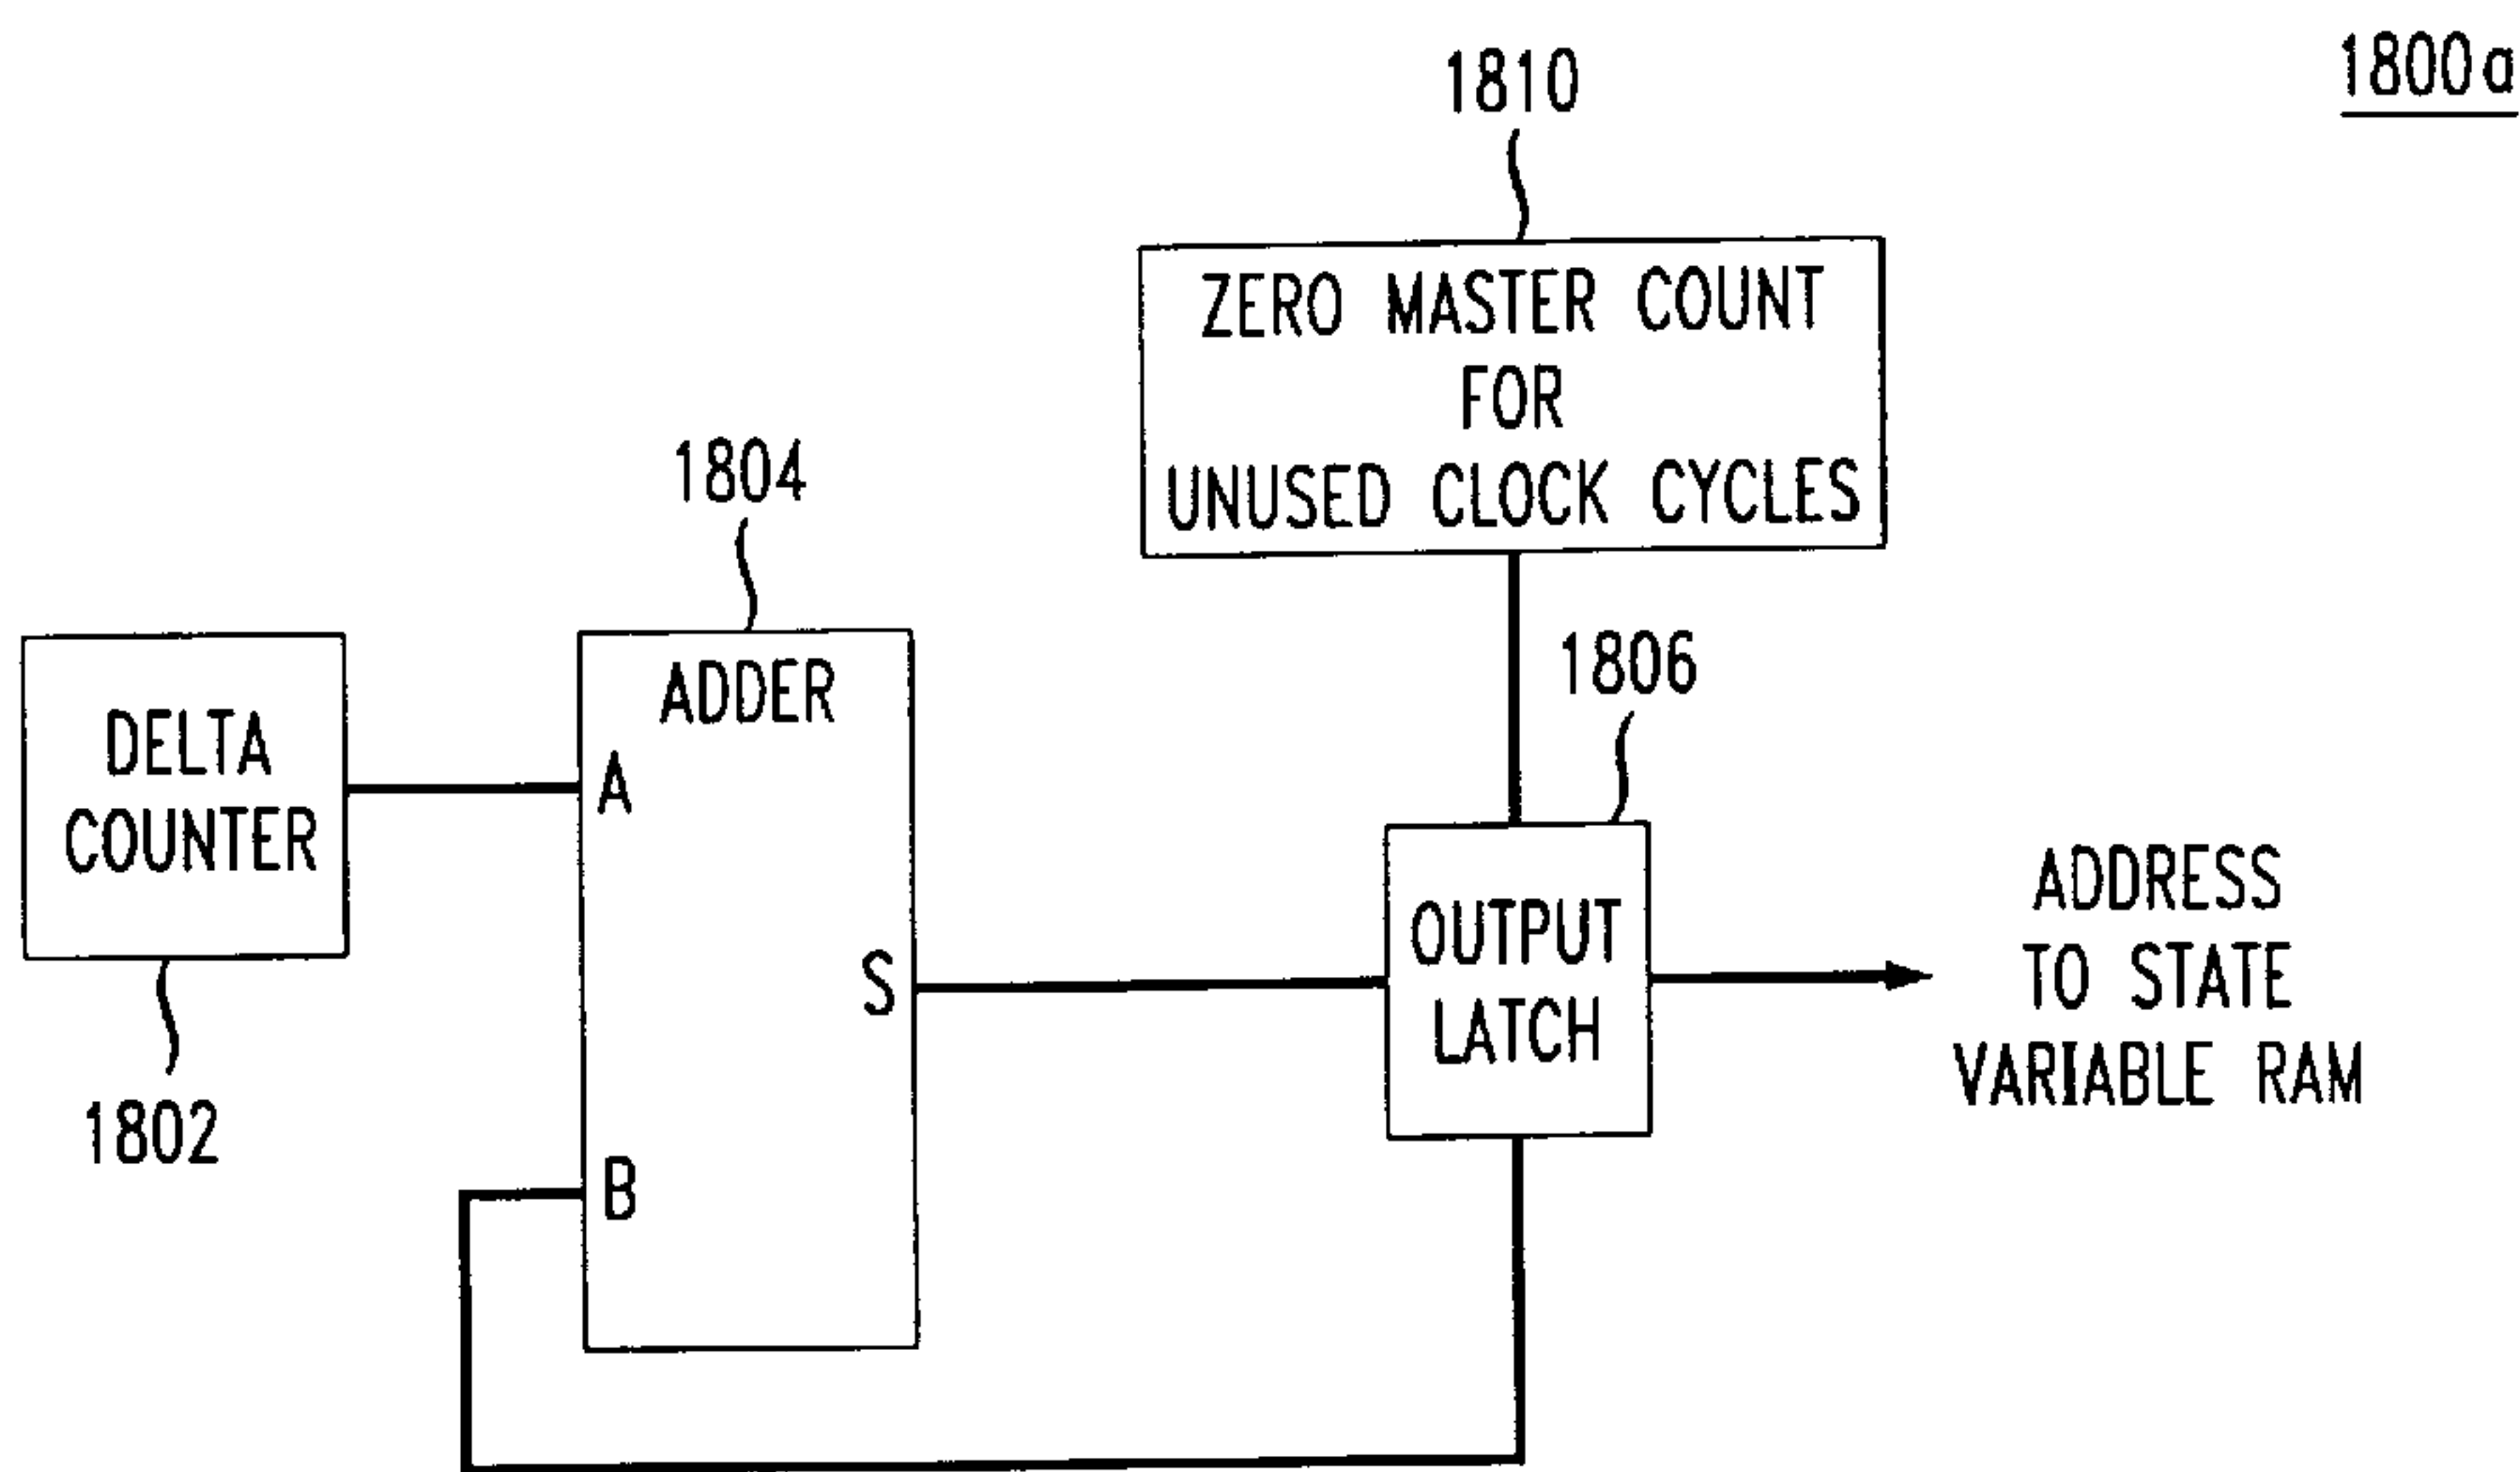 1800a
1810
ZERO MASTER COUNT
FOR
UNUSED CLOCK CYCLES
1804
1806
ADDER
DELTA
COUNTER
A
S
B
OUTPUT
LATCH
ADDRESS
TO STATE
VARIABLE RAM
1802